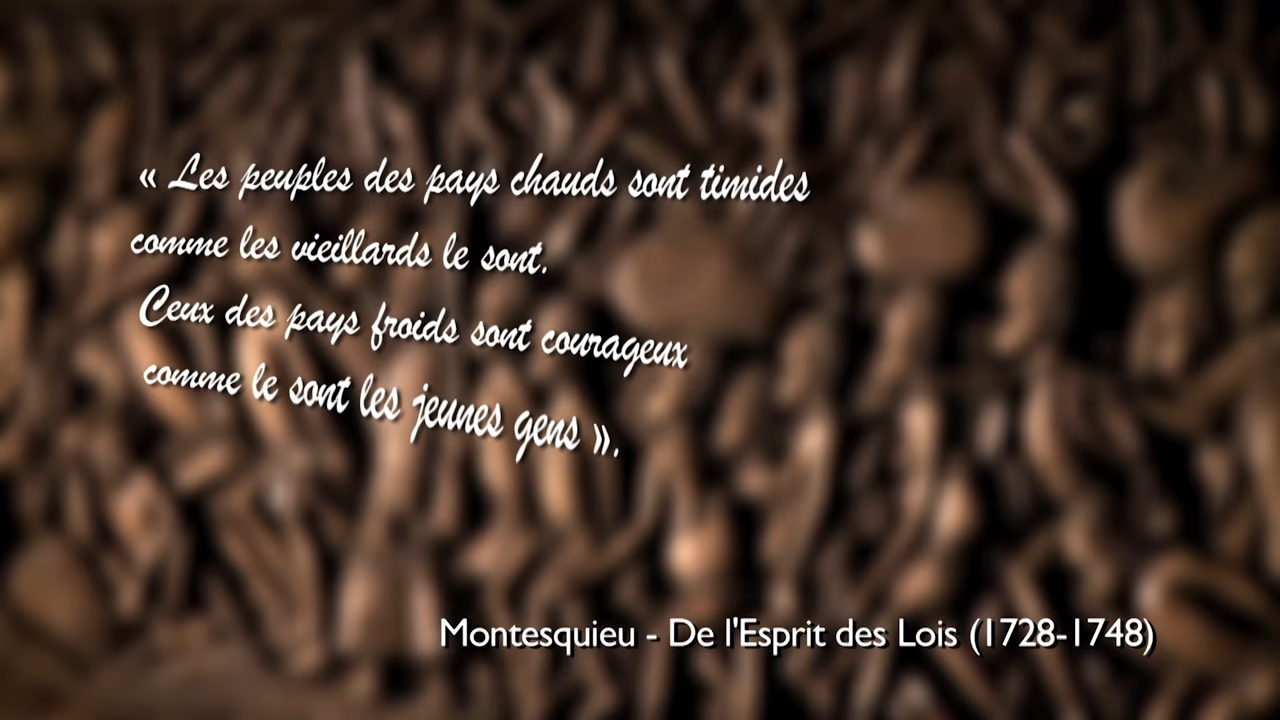 « Les peuples des pays chauds sont timides
comme les vieillards le sont.
Ceux des pays froids sont courageux
comme le sont les jeunes gens ».
Montesquieu - De l'Esprit des Lois (1728-1748)